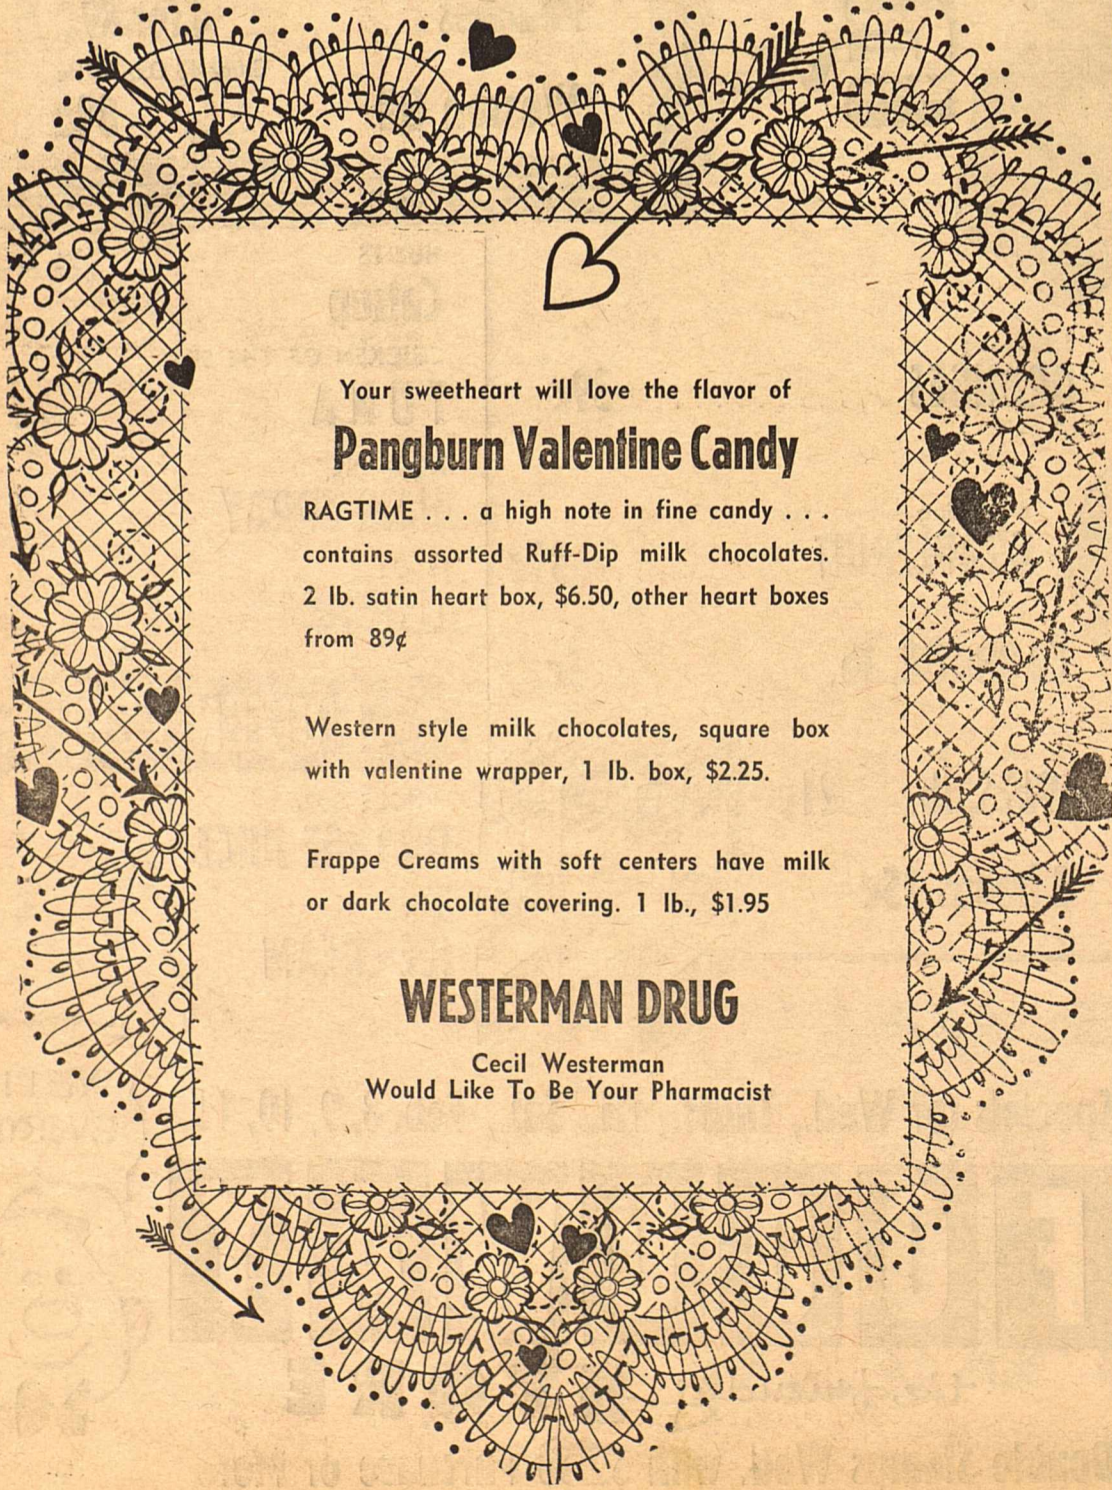 Your sweetheart will love the flavor of
Pangburn Valentine Candy
RAGTIME . . . a high note in fine candy . . .
contains assorted Ruff-Dip milk chocolates.
2 lb. satin heart box, $6.50, other heart boxes
from 89¢
Western style milk chocolates, square box
with valentine wrapper, 1 lb. box, $2.25.
Frappe Creams with soft centers have milk
or dark chocolate covering. 1 lb., $1.95
WESTERMAN DRUG
Cecil Westerman
Would Like To Be Your Pharmacist